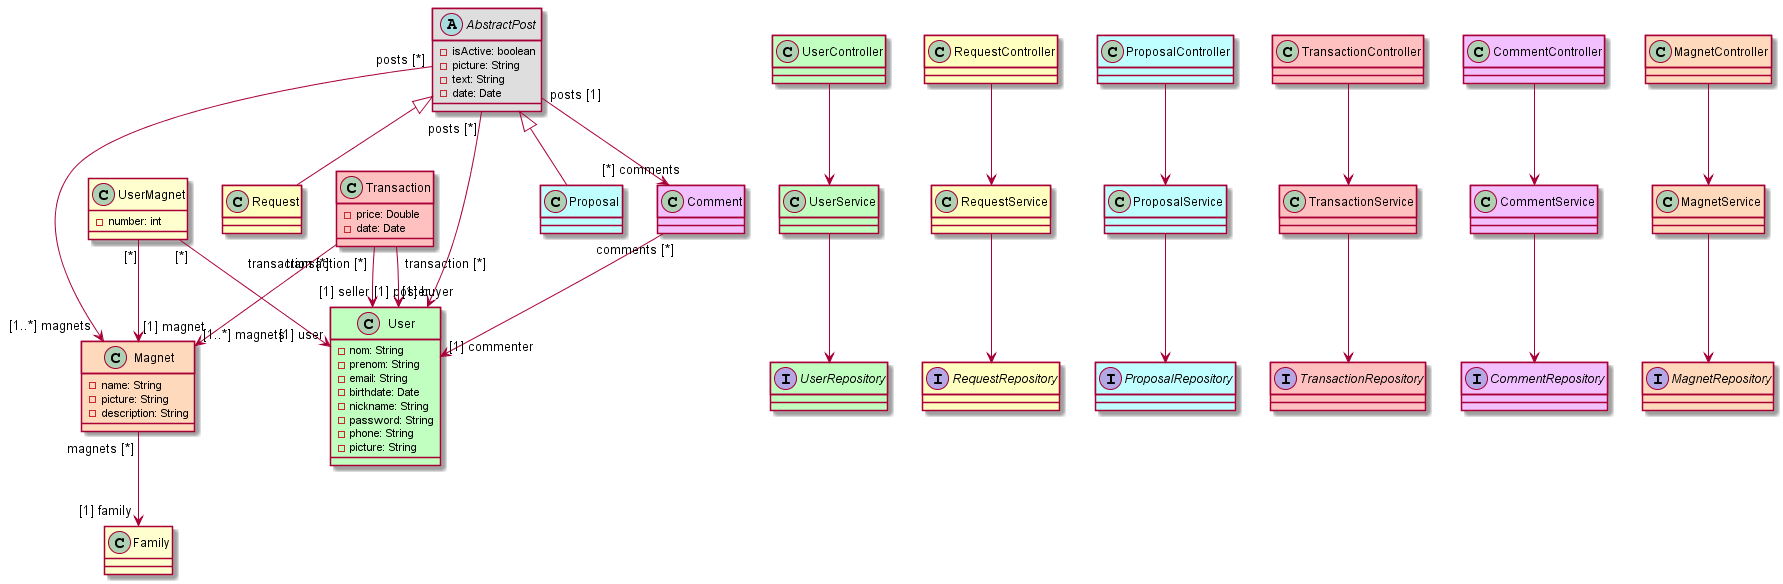 A AbstractPost
isActive: boolean
picture: String
text: String
date: Date
C UserController
C RequestController
C ProposalController
C TransactionController
C CommentController
C MagnetController
posts [*]
posts [1]
posts [*]
[*] comments
C UserMagnet
number: int
C Request
C Transaction
price: Double
date: Date
C Proposal
C Comment
C UserService
C RequestService
C ProposalService
C TransactionService
C CommentService
C MagnetService
[*]
[*]
transaction [*]
transaction [*]
transaction [*]
comments [*]
[1] seller
[1] poster
[1] buyer
[1..*] magnets
[1] magnet
[1..*] magnets
[1] user
[1] commenter
C Magnet
name: String
picture: String
description: String
C User
nom: String
prenom: String
email: String
birthdate: Date
nickname: String
password: String
phone: String
picture: String
I UserRepository
I RequestRepository
I ProposalRepository
I TransactionRepository
I CommentRepository
I MagnetRepository
magnets [*]
[1] family
C Family